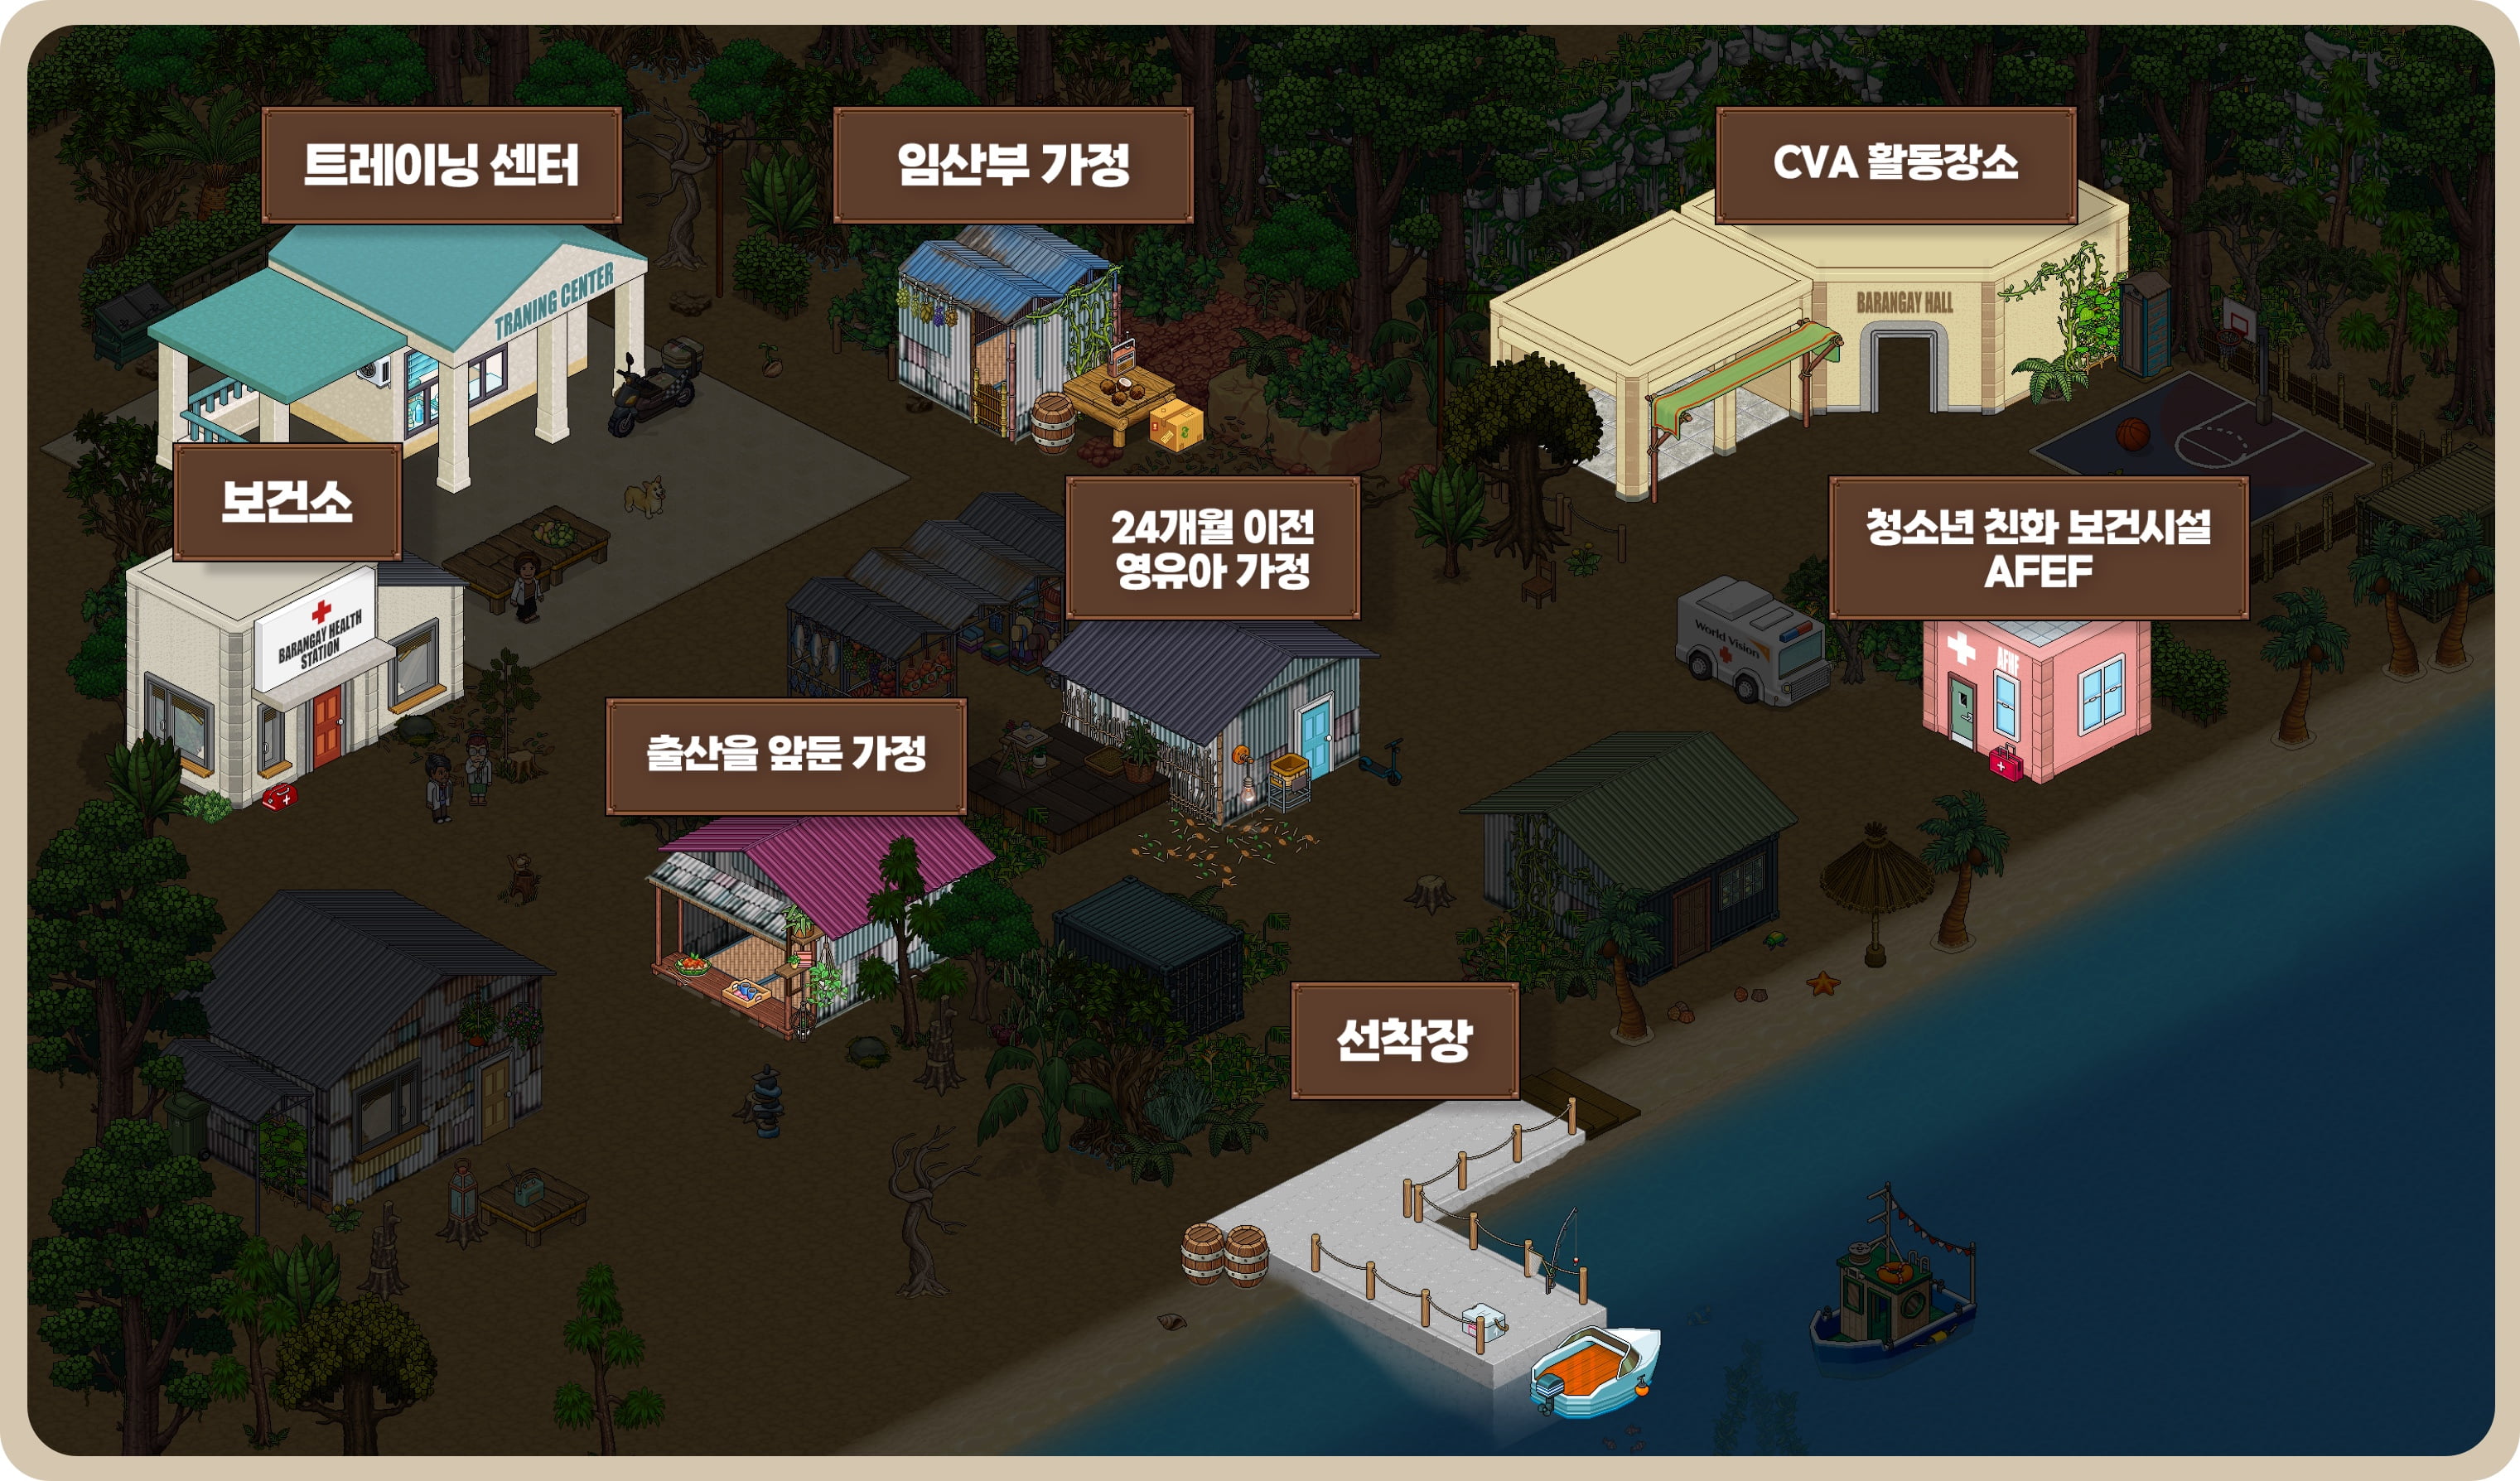 트레이닝 센터
임산부 가정
CVA 활동장소
TRANING CENTER
BARANGAY HALL
보건소
24개월 이전
영유아 가정
청소년 친화 보건시설
AFEF
BARANGAY HEALTH
STATION
World Vision
출산을 앞둔 가정
선착장